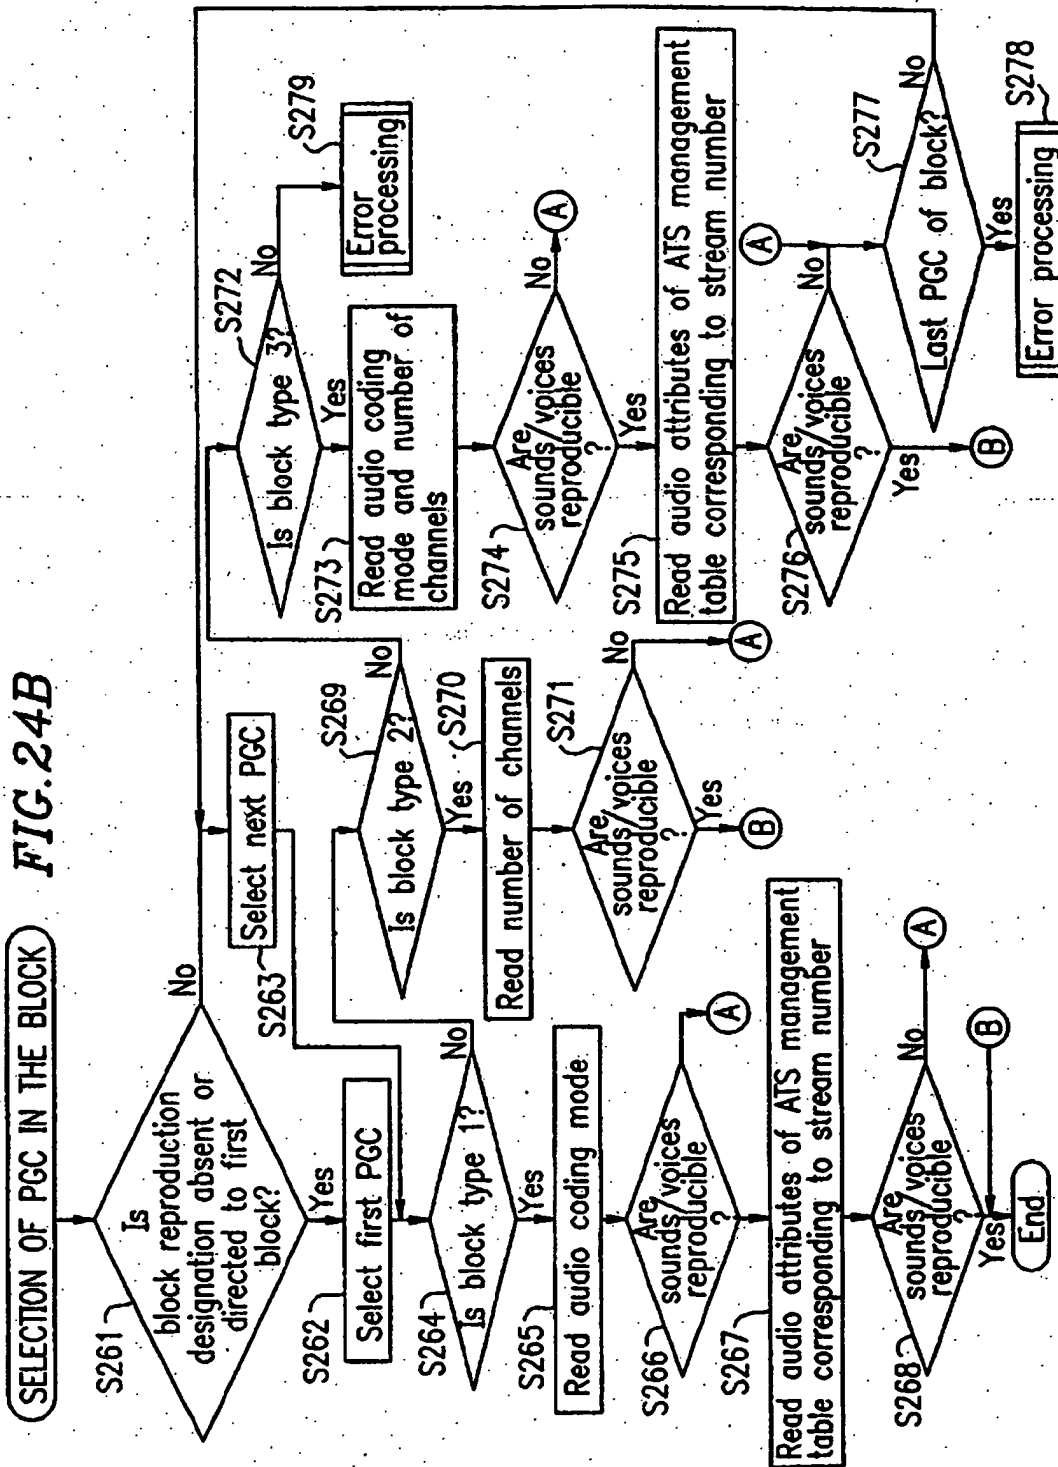 FIG.24B
SELECTION OF PGC IN THE BLOCK
S261
Is
block reproduction
designation absent or
directed to first
block?
No
Yes
S262
Select first PGC
S263
Select next PGC
S264
Is block type 1?
No
Yes
S265
Read audio coding mode
S266
Are
sounds/voices
reproducible
?
A
S267
Read audio attributes of ATS management
table corresponding to stream number
S268
Are
sounds/voices
reproducible
?
No
A
Yes
B
End
S269
Is block type 2?
No
Yes
S270
Read number of channels
S271
Are
sounds/voices
reproducible
?
No
A
Yes
B
S272
Is block type 3?
No
S279
Error
processing
Yes
S273
Read audio coding
mode and number of
channels
S274
Are
sounds/voices
reproducible
?
No
A
Yes
S275
Read audio attributes of ATS management
table corresponding to stream number
S276
Are
sounds/voices
reproducible
?
No
A
Yes
B
S277
Last PGC of block?
No
Yes
S278
Error processing